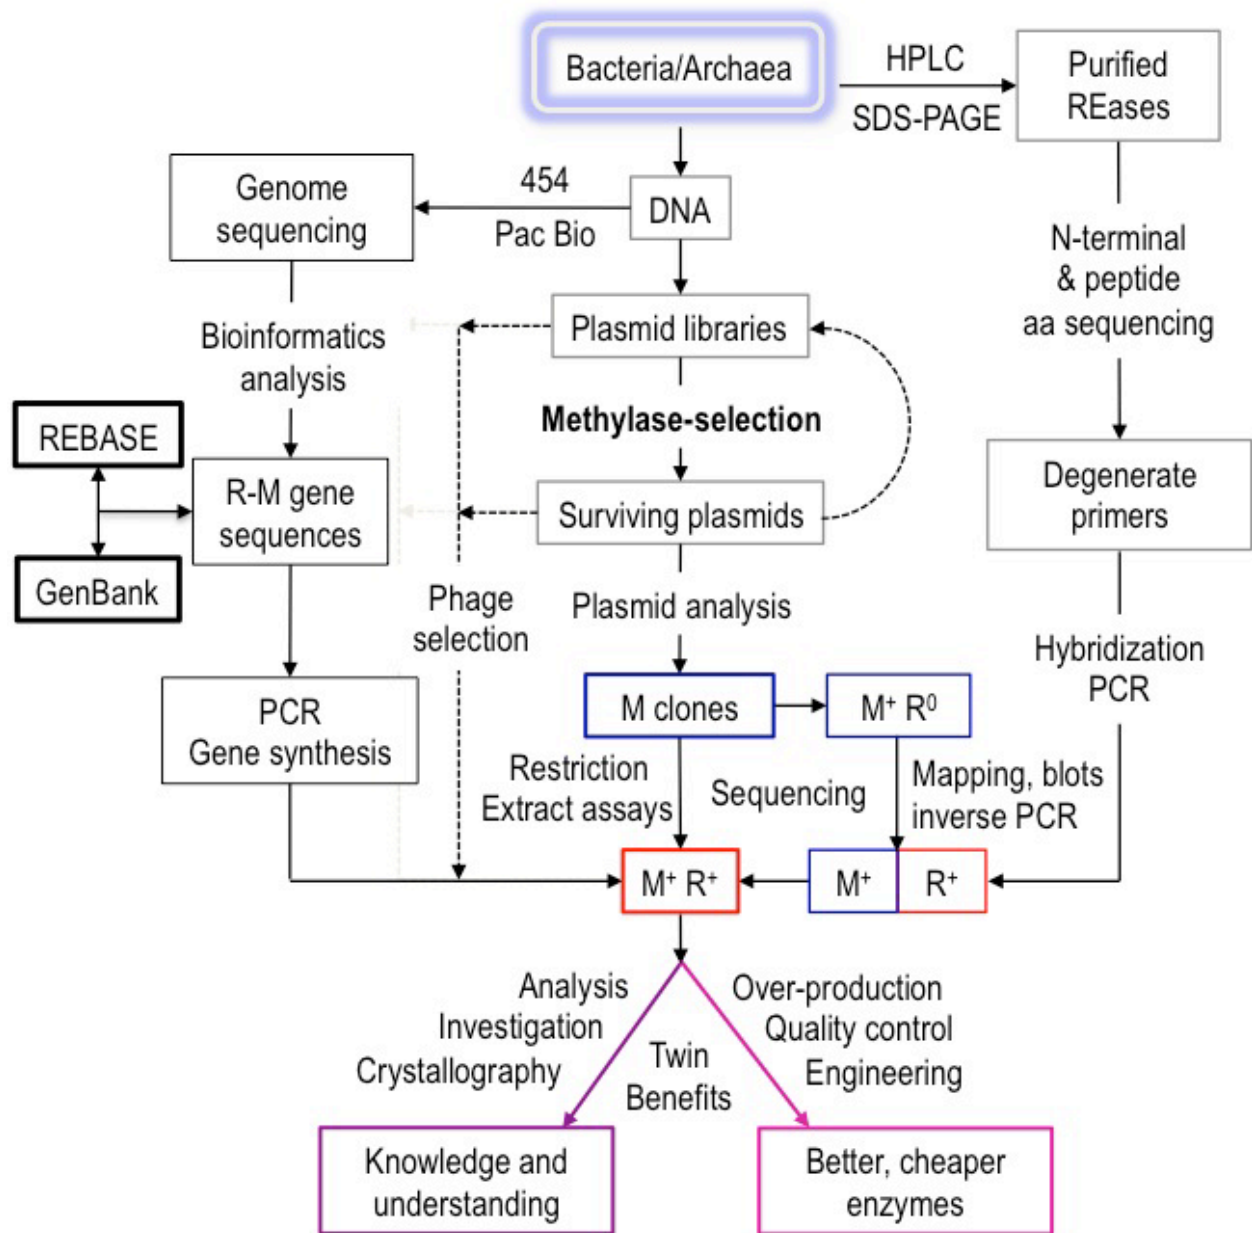 Bacteria/Archaea
HPLC
SDS-PAGE
Purified
REases
Genome
sequencing
454
Pac Bio
DNA
N-terminal
& peptide
aa sequencing
Bioinformatics
analysis
Plasmid libraries
Methylase-selection
REBASE
R-M gene
sequences
GenBank
Surviving plasmids
Degenerate
primers
Phage
selection
Plasmid analysis
Hybridization
PCR
PCR
Gene synthesis
M clones
M⁺ R⁰
Restriction
Extract assays
Sequencing
Mapping, blots
inverse PCR
M⁺ R⁺
M⁺
R⁺
Analysis
Investigation
Crystallography
Twin
Benefits
Over-production
Quality control
Engineering
Knowledge and
understanding
Better, cheaper
enzymes